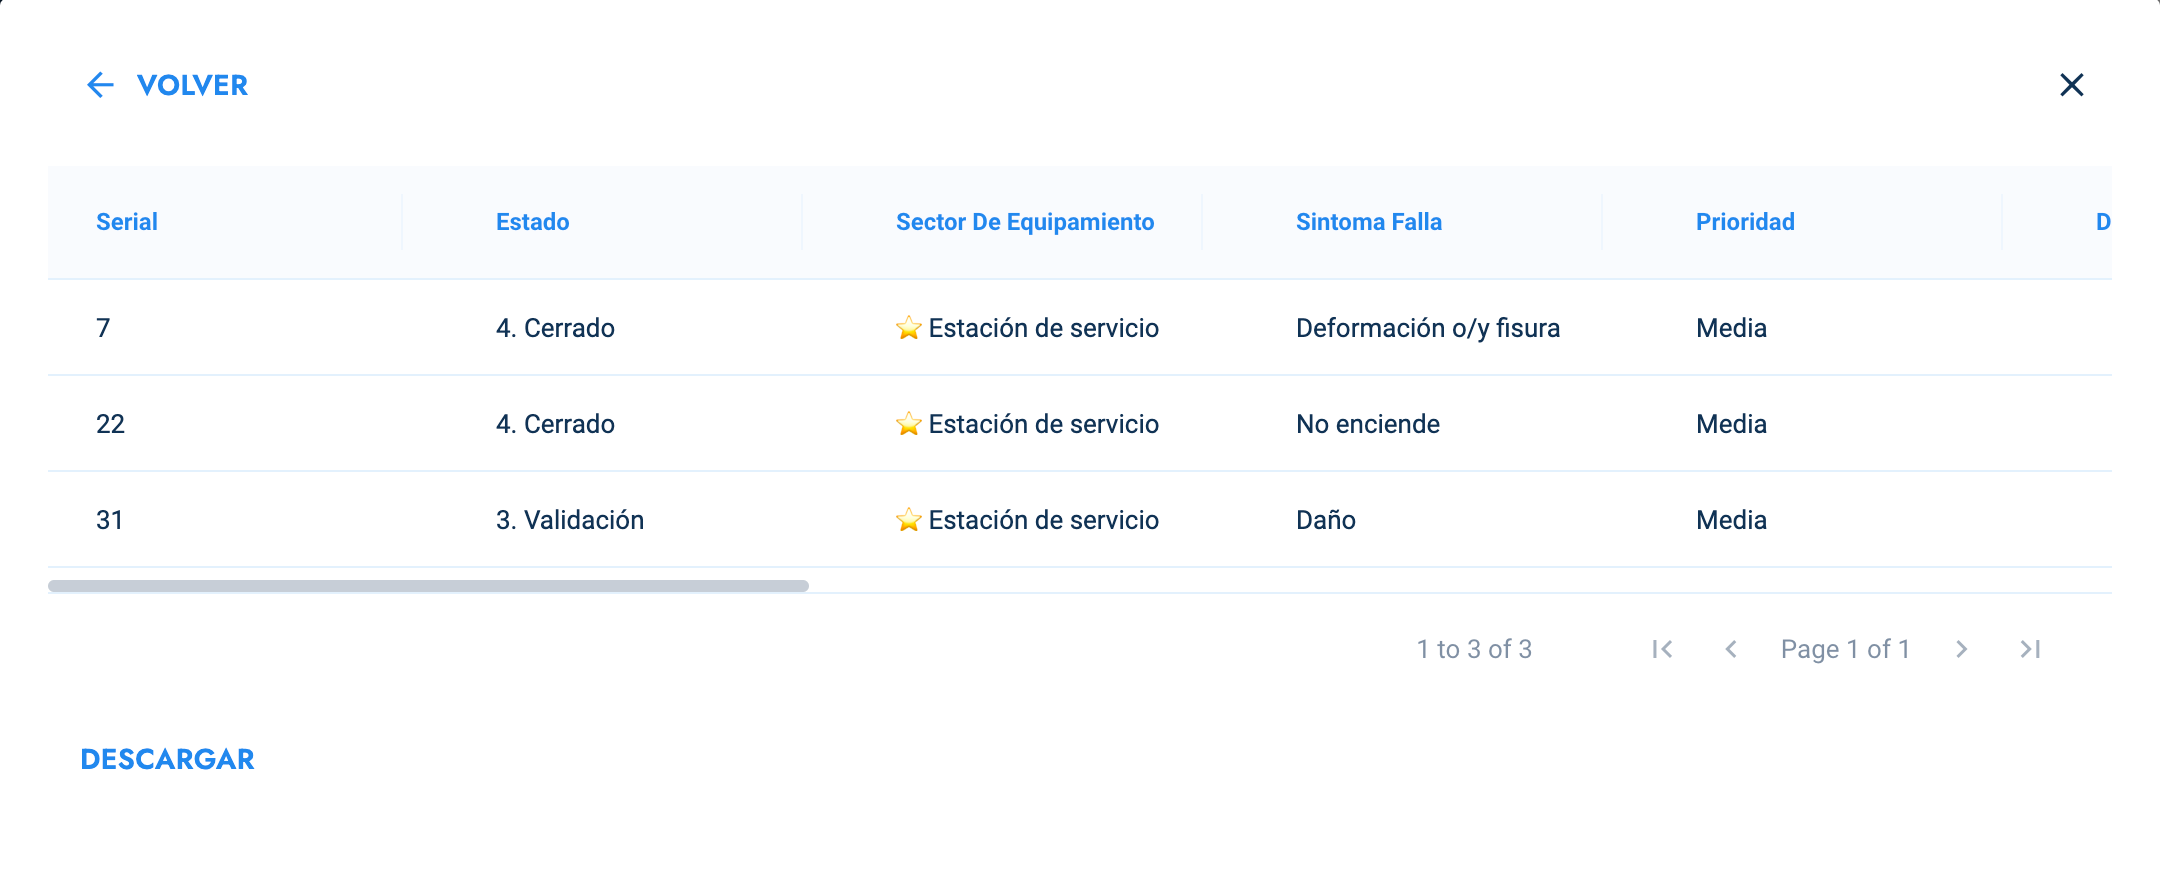 VOLVER
Serial Estado Sector De Equipamiento Sintoma Falla Prioridad D
7 4. Cerrado ⭐ Estación de servicio Deformación o/y fisura Media
22 4. Cerrado ⭐ Estación de servicio No enciende Media
31 3. Validación ⭐ Estación de servicio Daño Media
1 to 3 of 3 Page 1 of 1
DESCARGAR